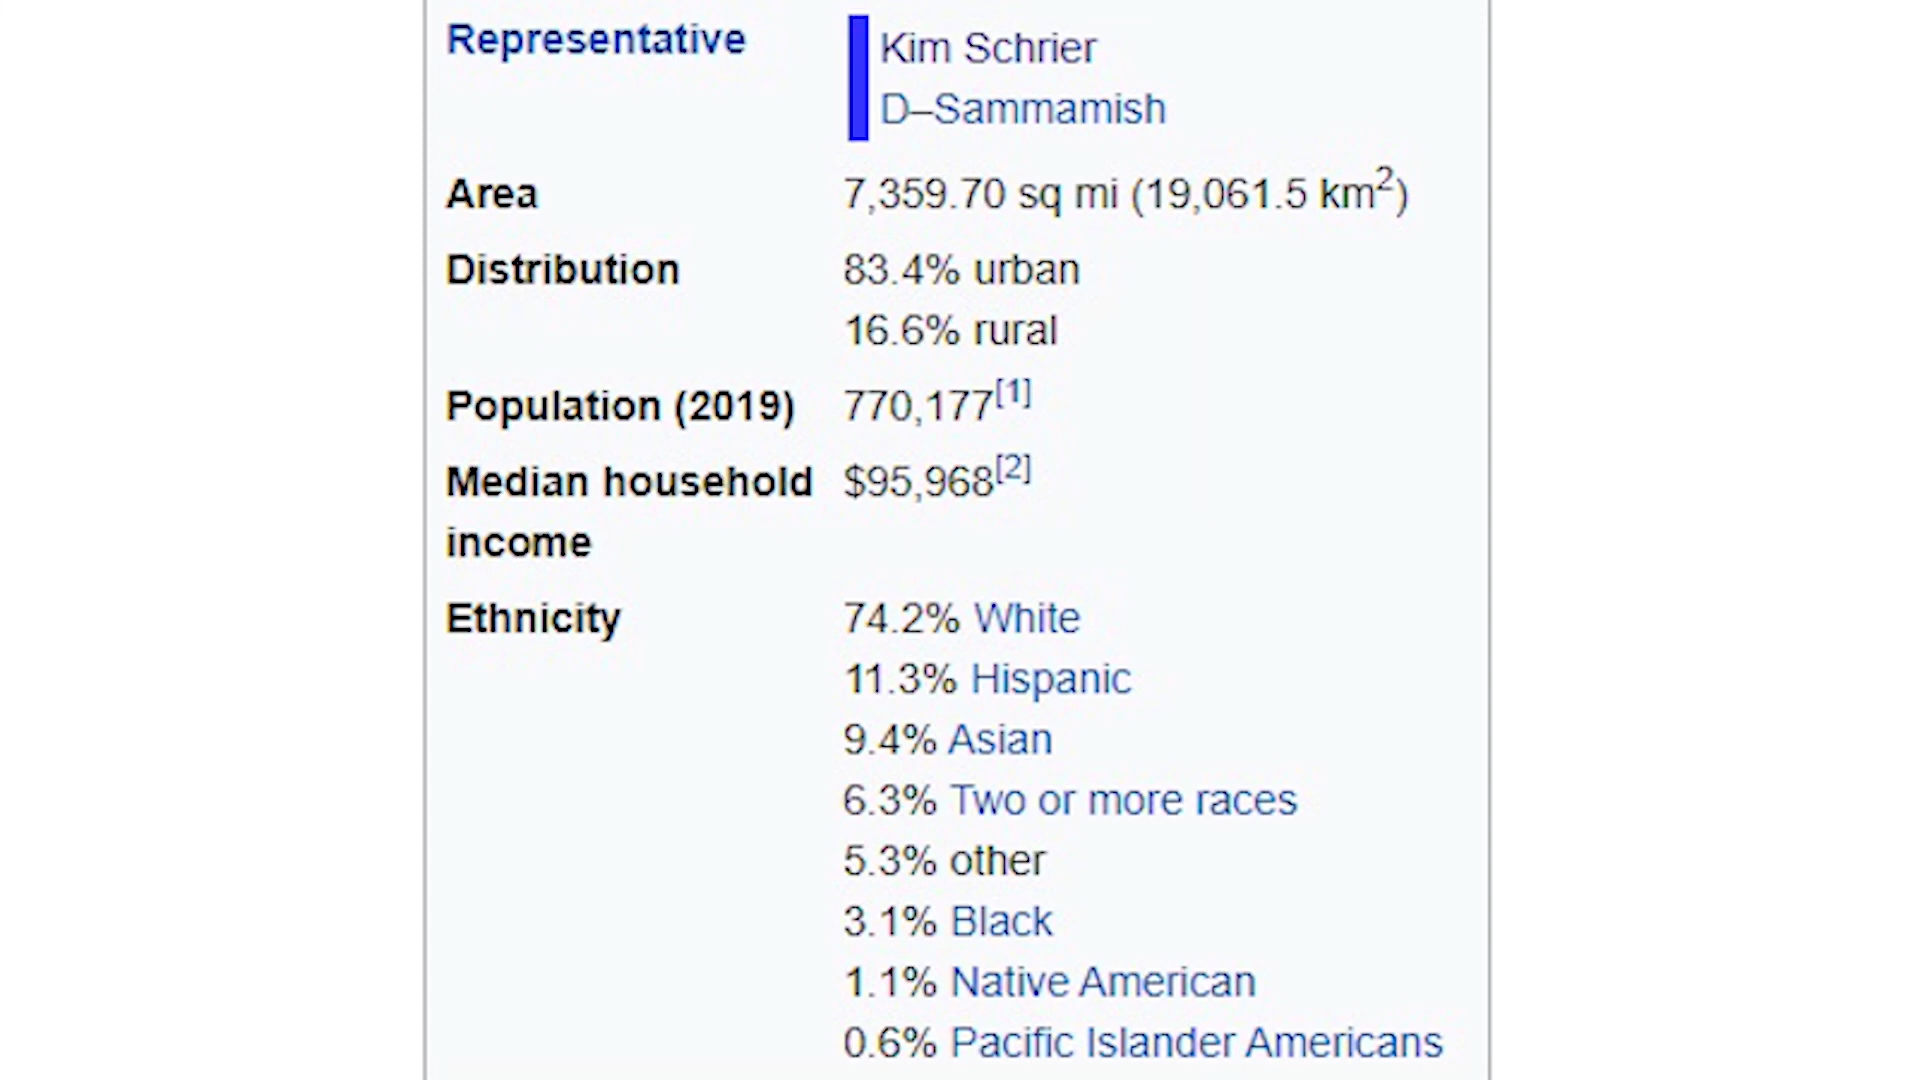 Representative
Kim Schrier
D–Sammamish
Area
7,359.70 sq mi (19,061.5 km²)
Distribution
83.4% urban
16.6% rural
Population (2019)
770,177[1]
Median household
income
$95,968[2]
Ethnicity
74.2% White
11.3% Hispanic
9.4% Asian
6.3% Two or more races
5.3% other
3.1% Black
1.1% Native American
0.6% Pacific Islander Americans